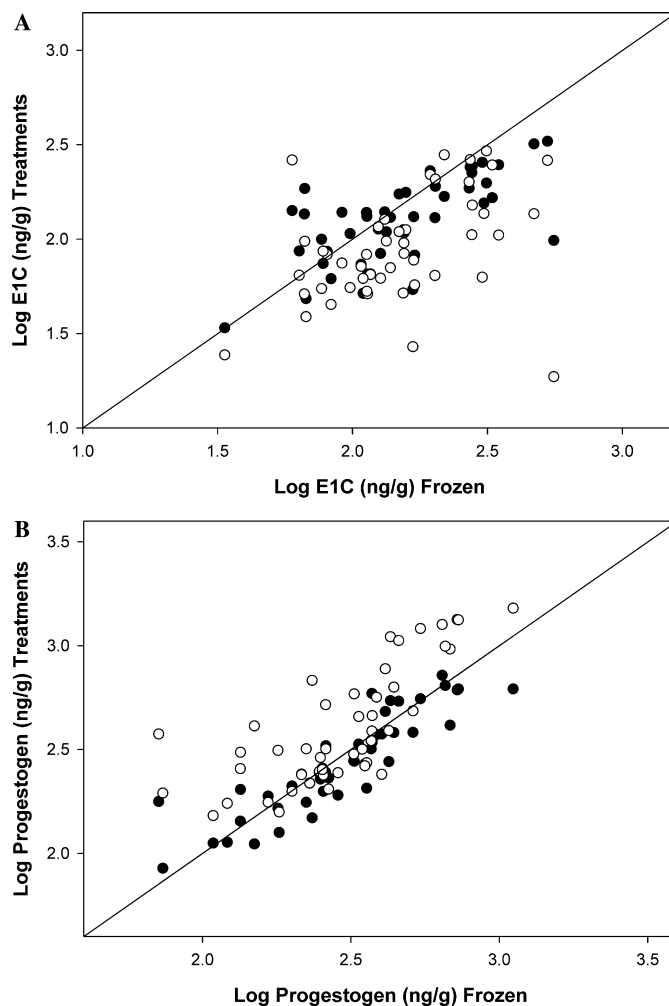 A
Log E1C (ng/g) Treatments
3.0
2.5
2.0
1.5
1.0
1.0 1.5 2.0 2.5 3.0
Log E1C (ng/g) Frozen
B
Log Progestogen (ng/g) Treatments
3.5
3.0
2.5
2.0
2.0 2.5 3.0 3.5
Log Progestogen (ng/g) Frozen